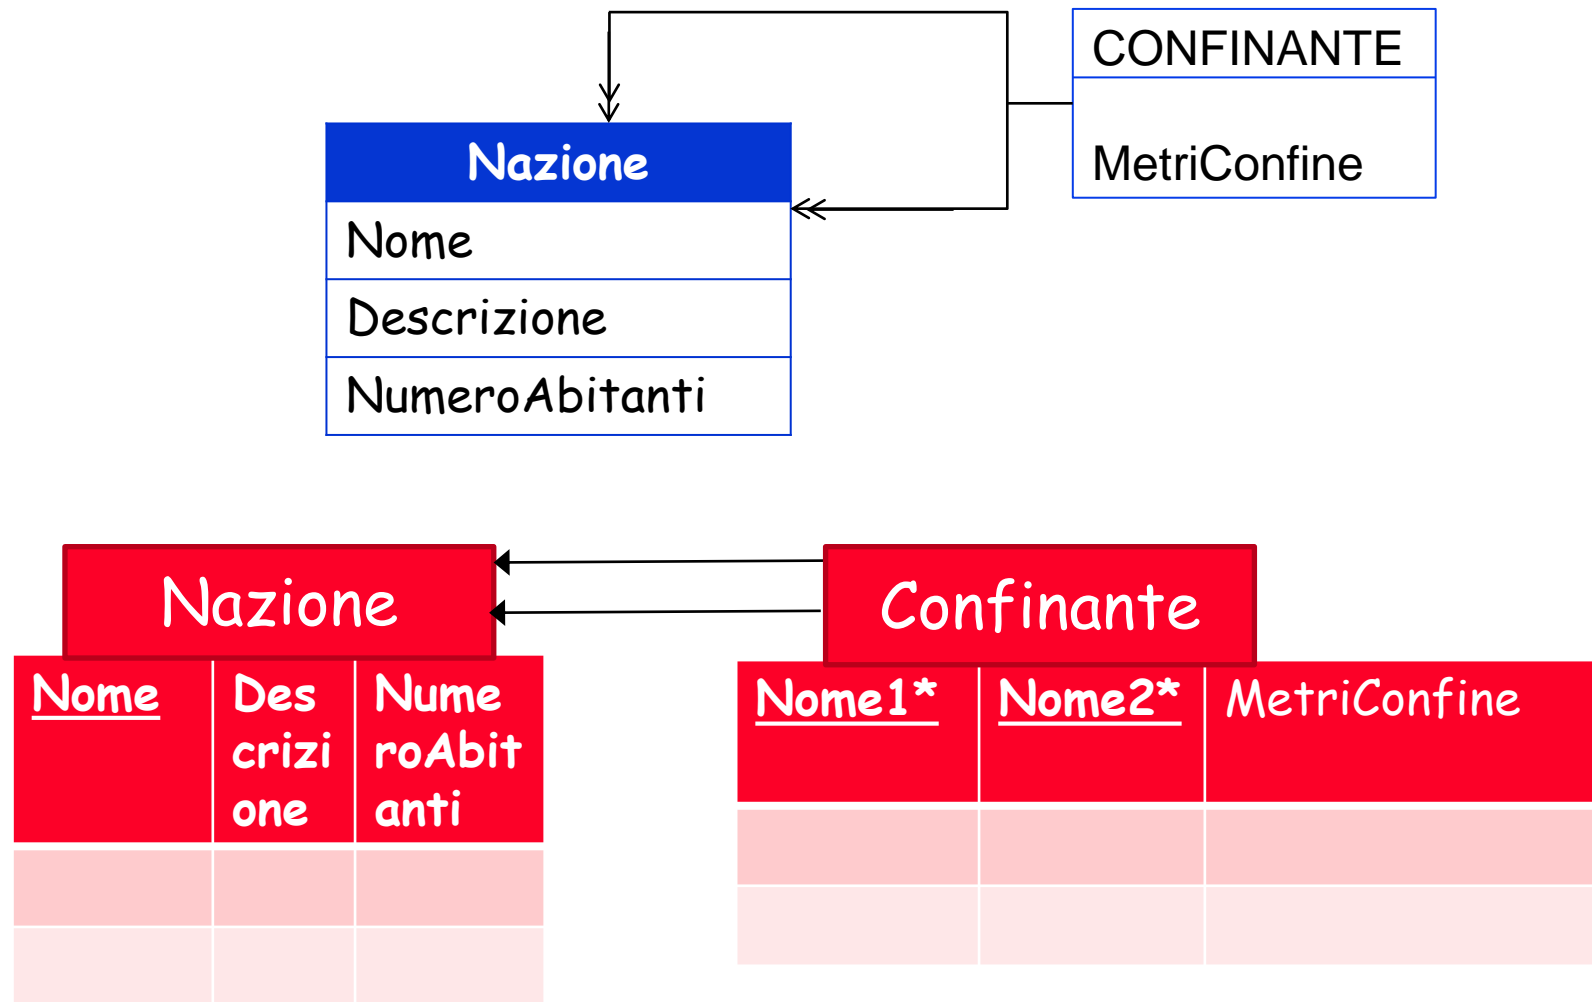 CONFINANTE
MetriConfine
Nazione
Nome
Descrizione
NumeroAbitanti
Nazione
Nome
Des
crizi
one
Nume
roAbit
anti
Confinante
Nome1*
Nome2*
MetriConfine